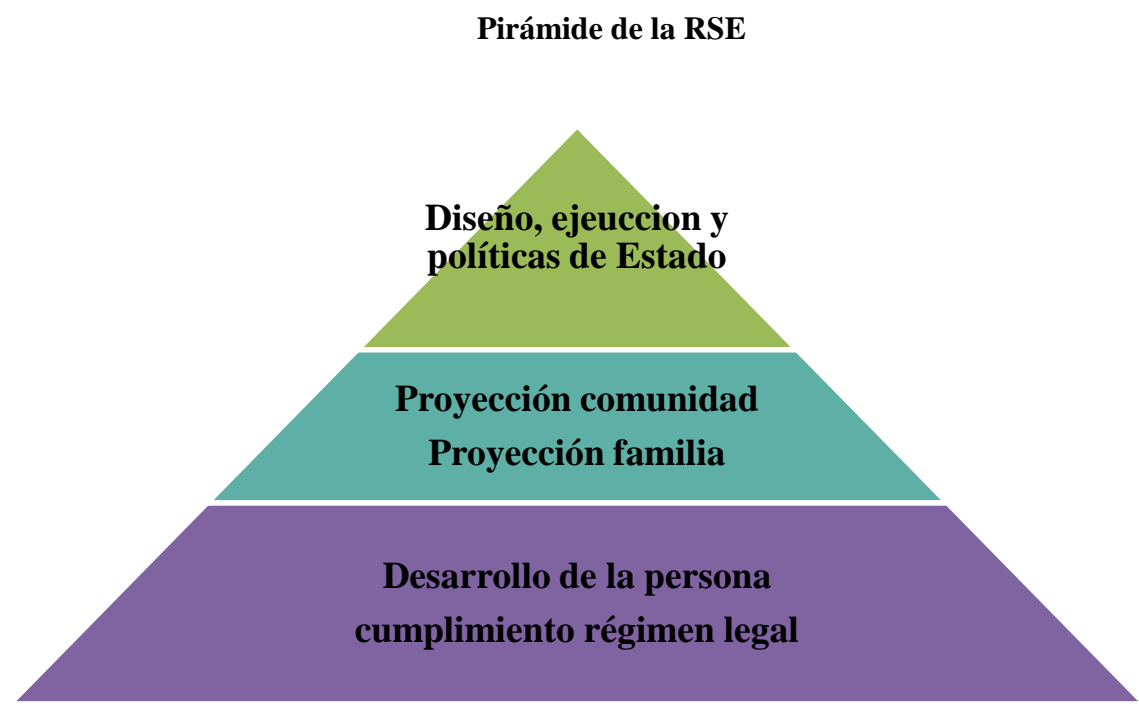 Pirámide de la RSE
Diseño, ejeuccion y
políticas de Estado
Proyección comunidad
Proyección familia
Desarrollo de la persona
cumplimiento régimen legal